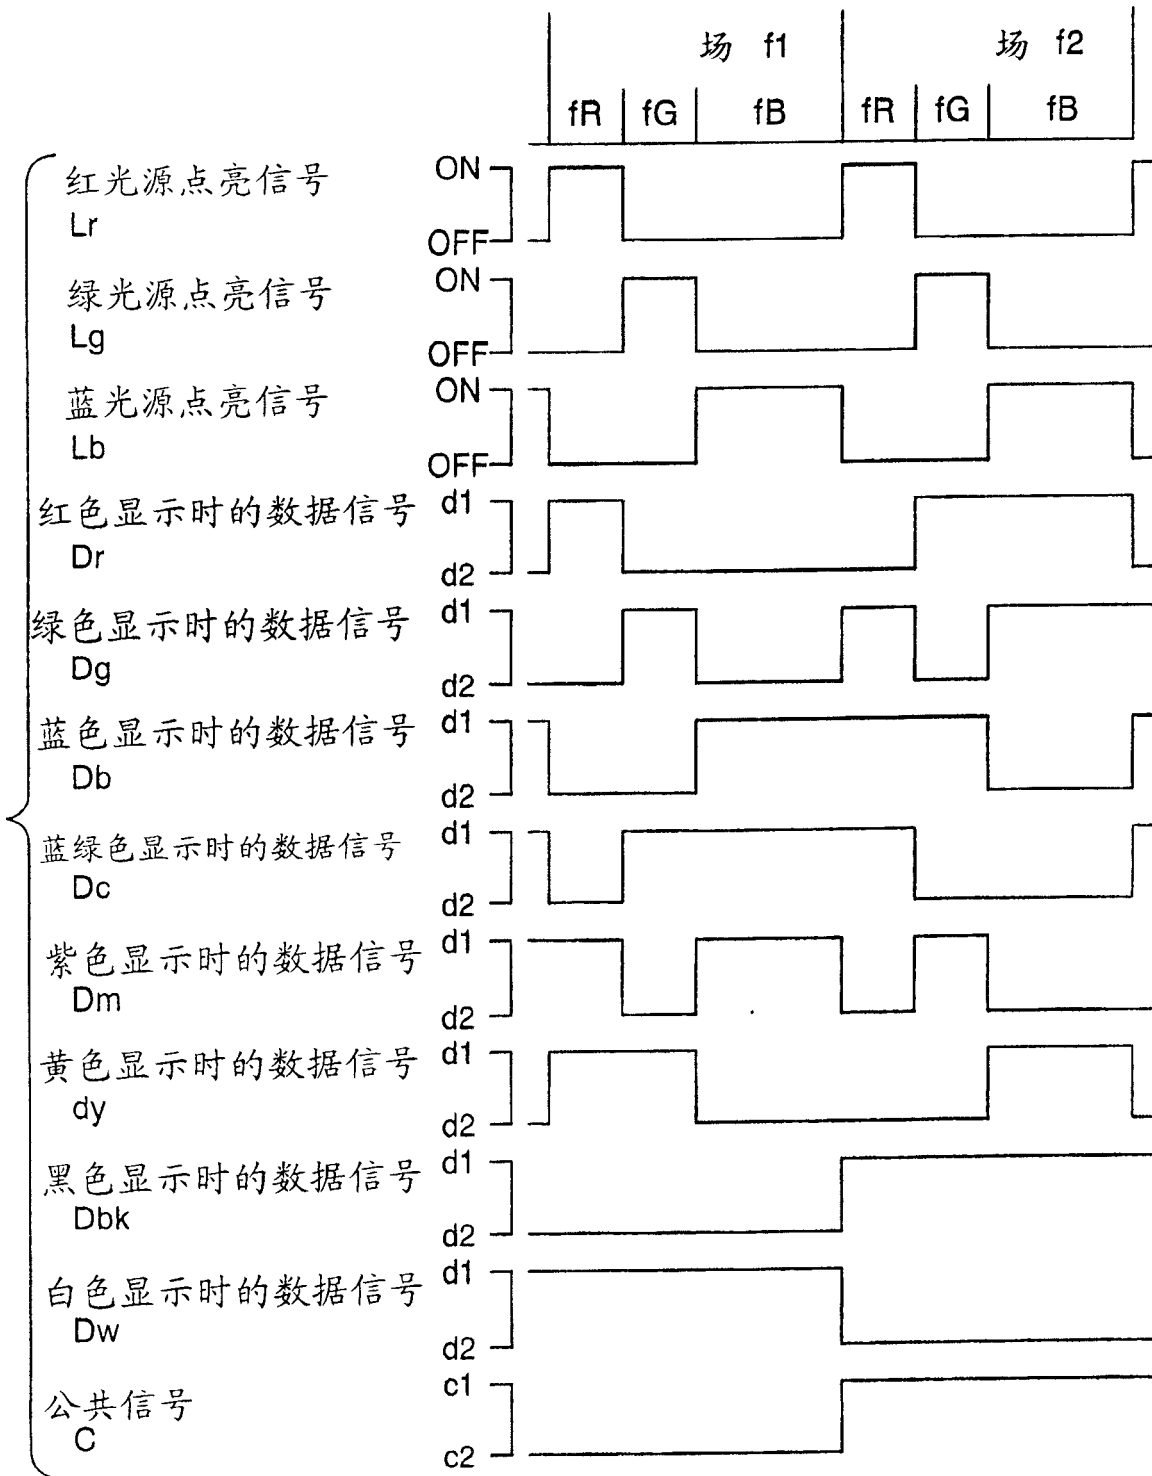 场 f1 场 f2
fR fG fB fR fG fB
红光源点亮信号 ON
Lr OFF
绿光源点亮信号 ON
Lg OFF
蓝光源点亮信号 ON
Lb OFF
红色显示时的数据信号 d1
Dr d2
绿色显示时的数据信号 d1
Dg d2
蓝色显示时的数据信号 d1
Db d2
蓝绿色显示时的数据信号 d1
Dc d2
紫色显示时的数据信号 d1
Dm d2
黄色显示时的数据信号 d1
dy d2
黑色显示时的数据信号 d1
Dbk d2
白色显示时的数据信号 d1
Dw d2
公共信号 c1
C c2